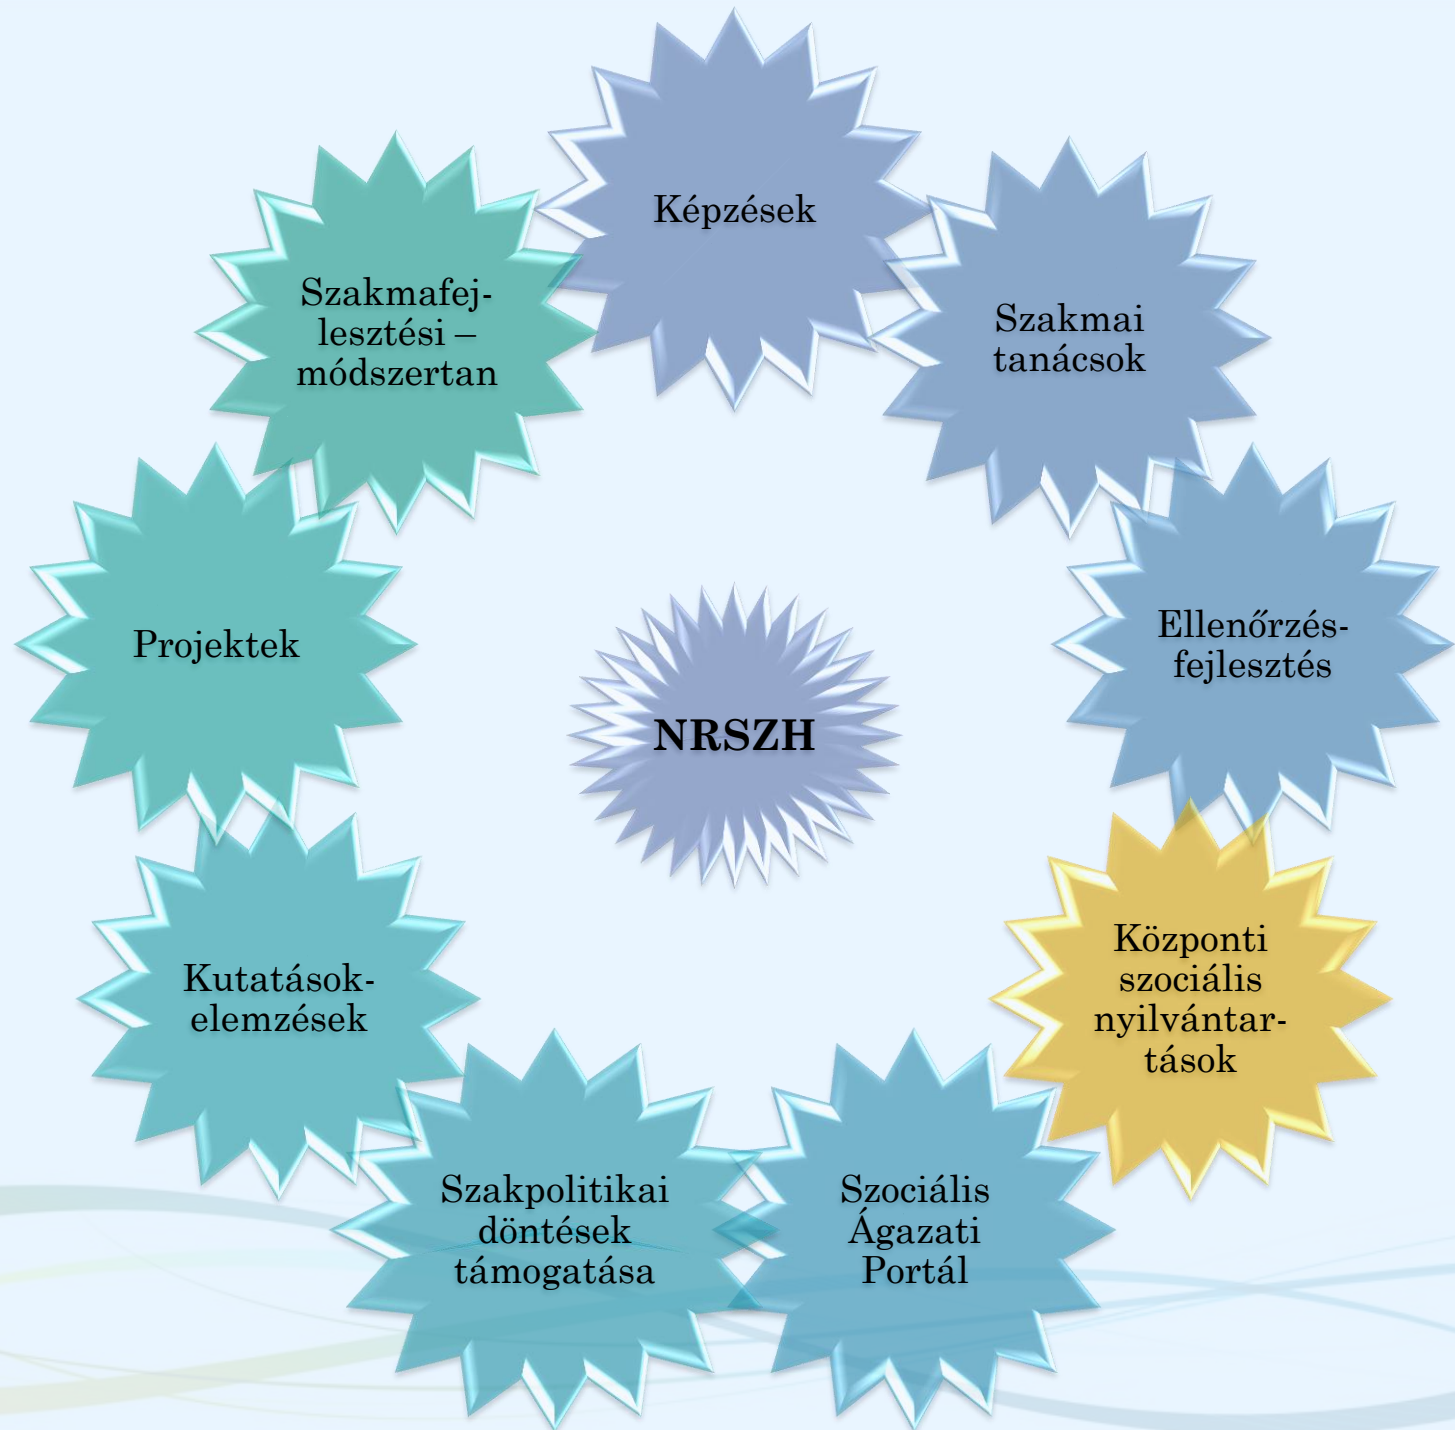 Képzések
Szakmai
tanácsok
Ellenőrzés-
fejlesztés
Központi
szociális
nyilvántar-
tások
Szociális
Ágazati
Portál
Szakpolitikai
döntések
támogatása
Kutatások-
elemzések
Projektek
Szakmafej-
lesztési –
módszertan
NRSZH